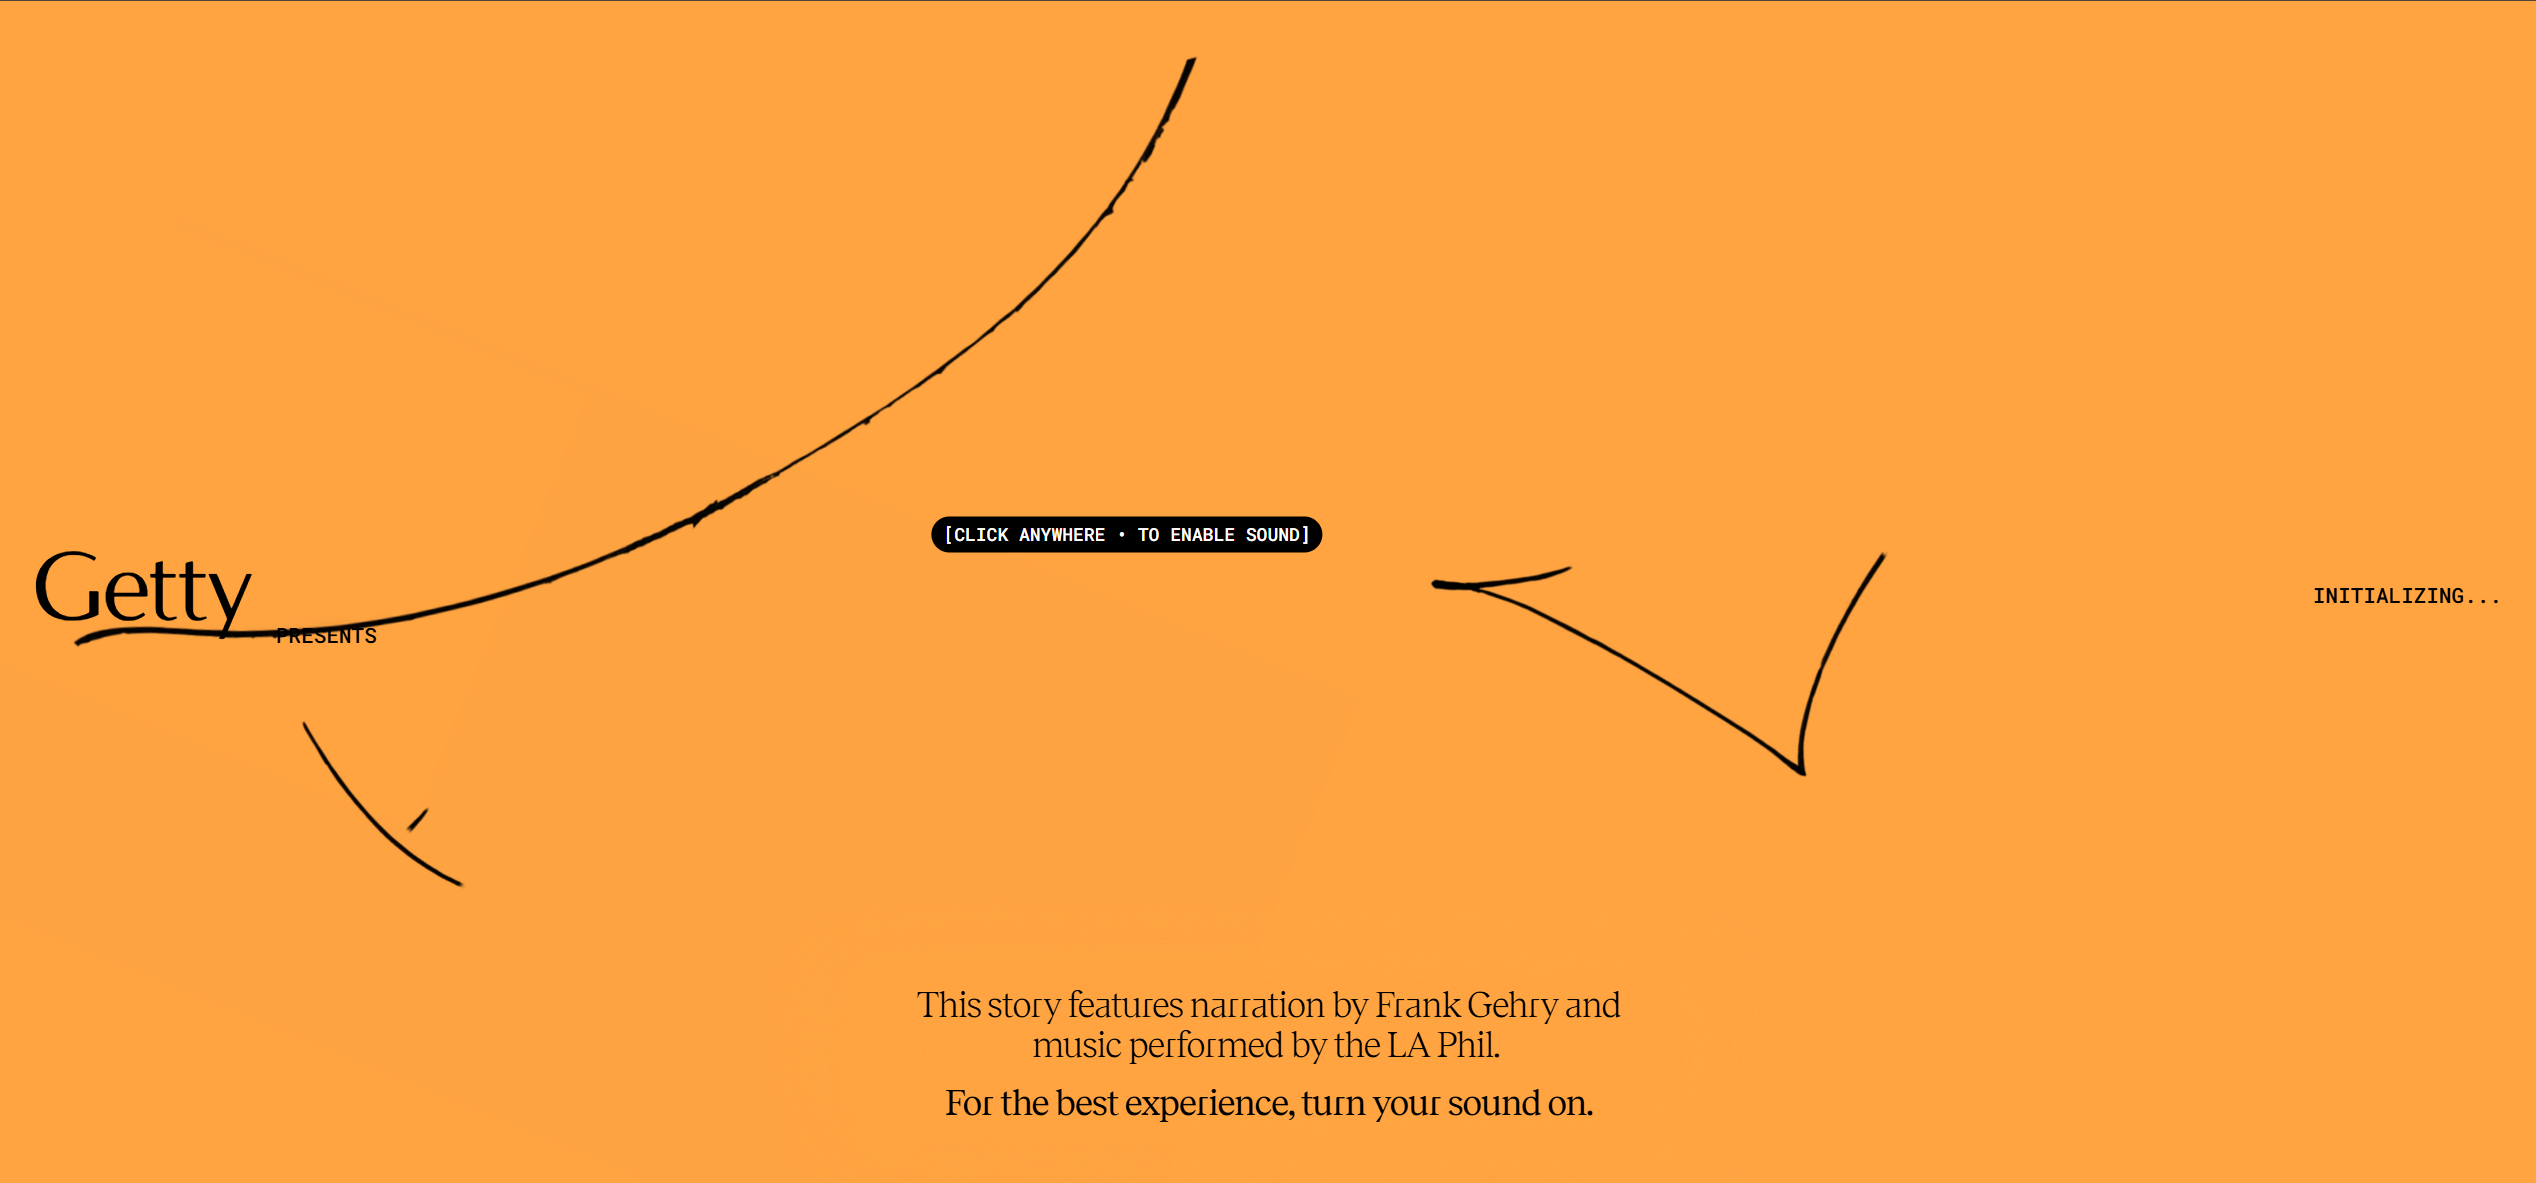 [CLICK ANYWHERE • TO ENABLE SOUND]
Getty
PRESENTS
INITIALIZING...
This story features narration by Frank Gehry and
music performed by the LA Phil.
For the best experience, turn your sound on.